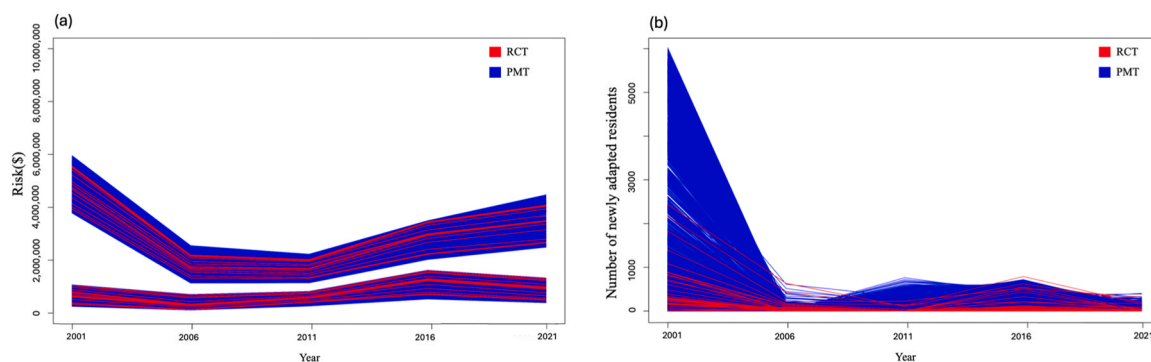 (a)
RCT
PMT
Risk($)
10,000,000
8,000,000
6,000,000
4,000,000
2,000,000
0
2001 2006 2011 2016 2021
Year
(b)
RCT
PMT
Number of newly adapted residents
5000
3000
1000
0
2001 2006 2011 2016 2021
Year